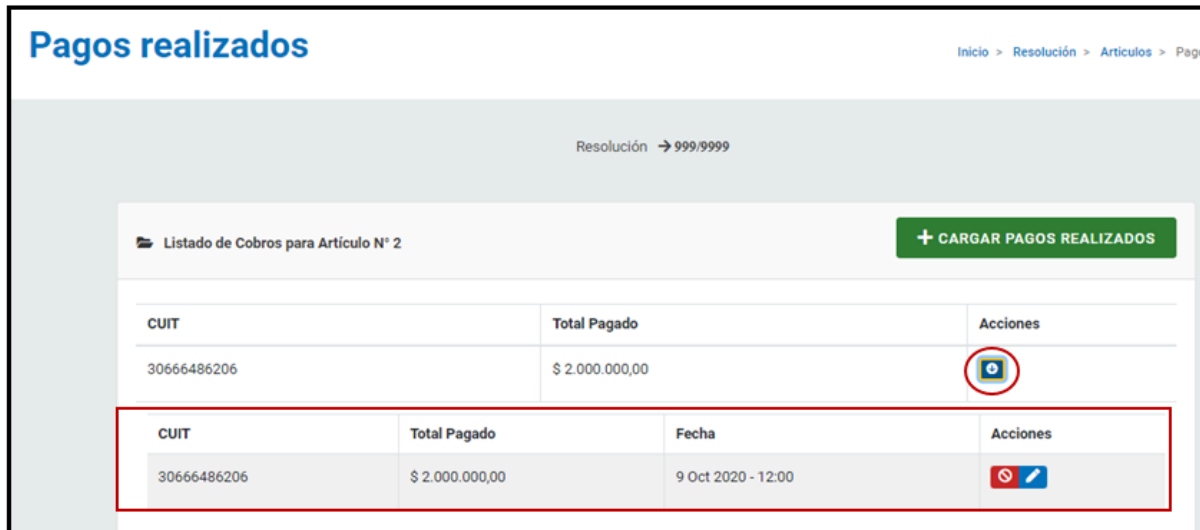 Pagos realizados
Inicio > Resolución > Articulos > Pag
Resolución → 999/9999
Listado de Cobros para Artículo N° 2
+ CARGAR PAGOS REALIZADOS
CUIT Total Pagado Acciones
30666486206 $ 2.000.000,00
CUIT Total Pagado Fecha Acciones
30666486206 $ 2.000.000,00 9 Oct 2020 - 12:00